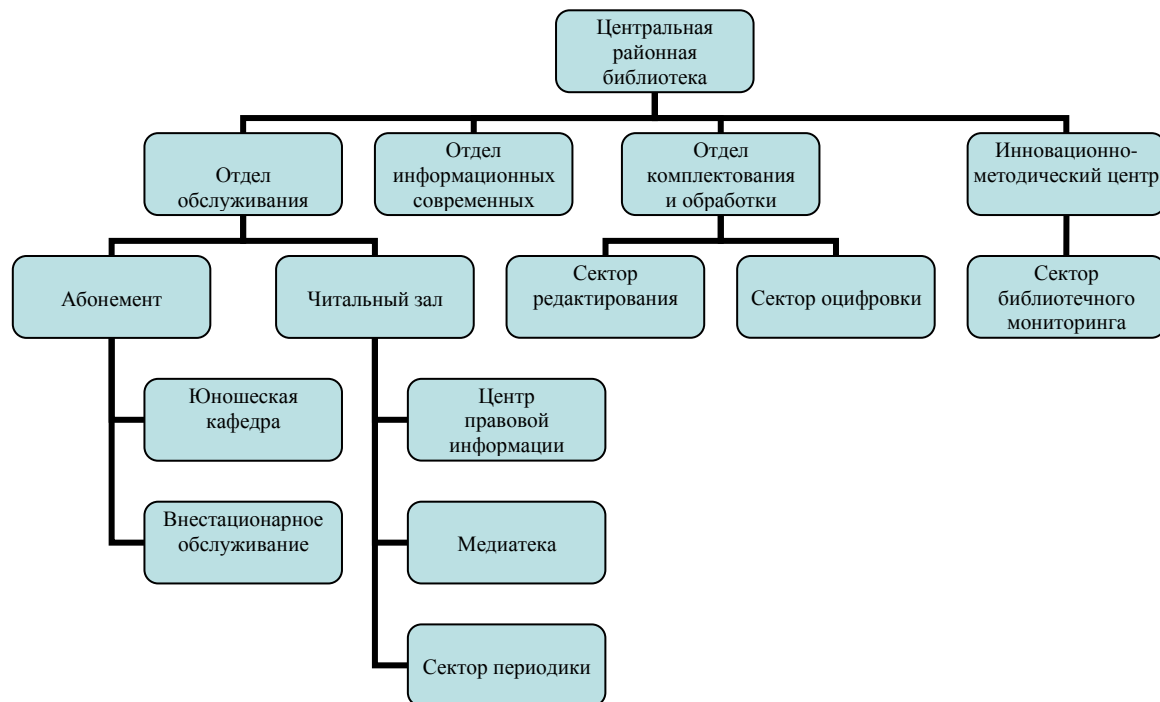 Центральная
районная
библиотека
Отдел
обслуживания
Отдел
информационных
современных
Отдел
комплектования
и обработки
Инновационно-
методический центр
Абонемент
Читальный зал
Сектор
редактирования
Сектор оцифровки
Сектор
библиотечного
мониторинга
Юношеская
кафедра
Центр
правовой
информации
Внестационарное
обслуживание
Медиатека
Сектор периодики